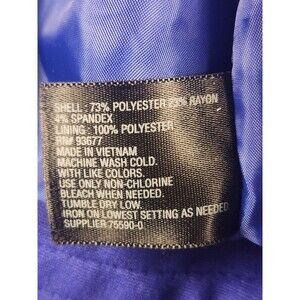 SHELL : 73% POLYESTER 23% RAYON
4% SPANDEX
LINING : 100% POLYESTER
RN# 93677
MADE IN VIETNAM
MACHINE WASH COLD.
WITH LIKE COLORS.
USE ONLY NON-CHLORINE
BLEACH WHEN NEEDED.
TUMBLE DRY LOW.
IRON ON LOWEST SETTING AS NEEDED
SUPPLIER 75590-0